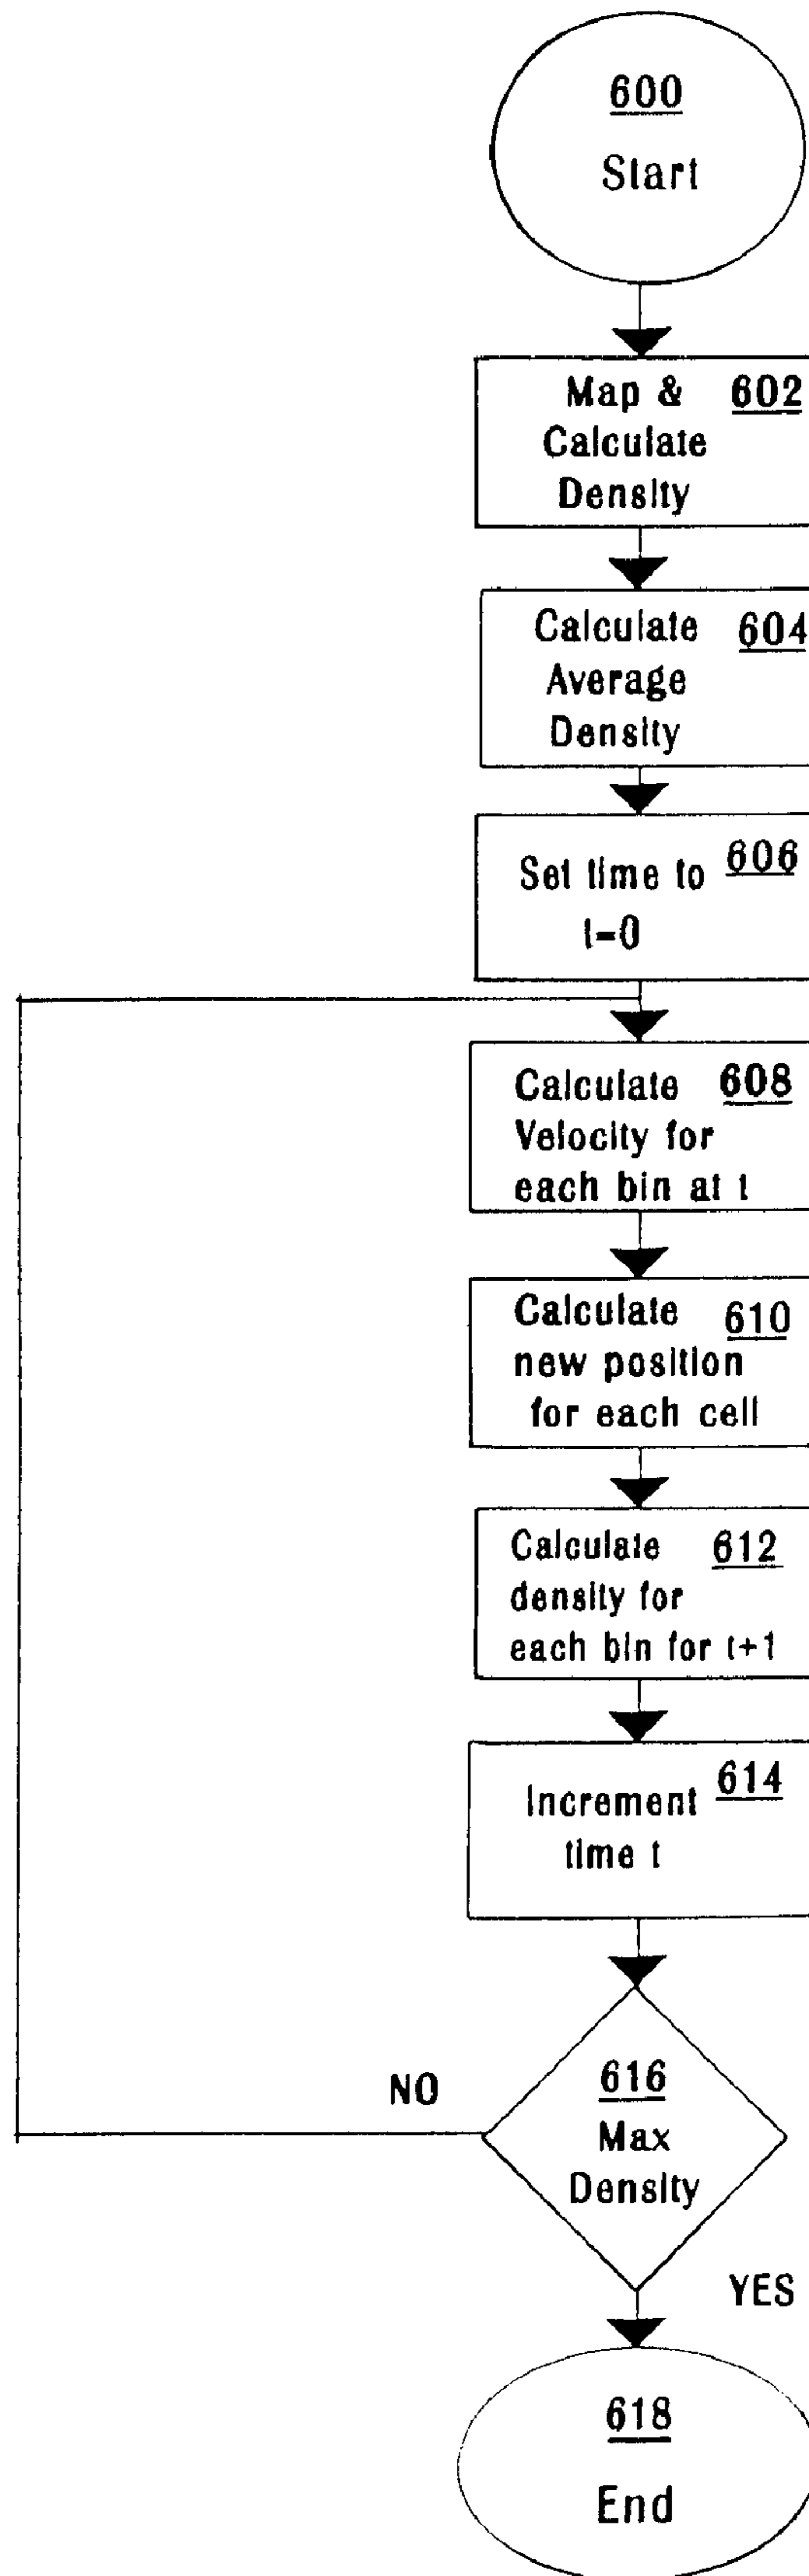 600
Start
Map & 602
Calculate
Density
Calculate 604
Average
Density
Set time to 606
t=0
Calculate 608
Velocity for
each bin at t
Calculate 610
new position
for each cell
Calculate 612
density for
each bin for t+1
Increment 614
time t
616
NO
Max
Density
YES
618
End